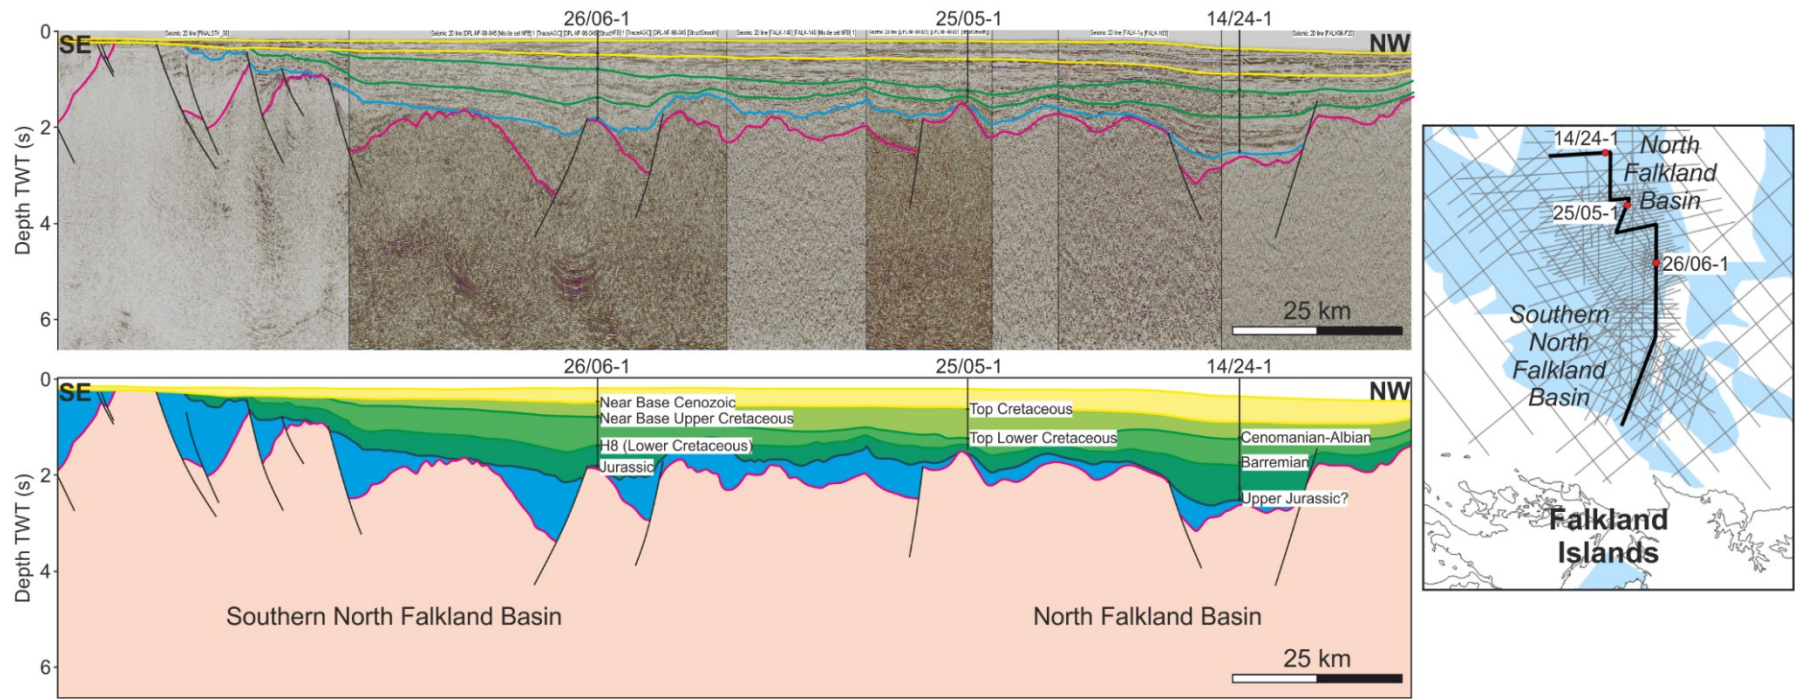 26/06-1
25/05-1
14/24-1
0
SE
NW
2
4
6
Depth TWT (s)
25 km
26/06-1
25/05-1
14/24-1
0
SE
NW
Near Base Cenozoic
Near Base Upper Cretaceous
H8 (Lower Cretaceous)
Jurassic
Top Cretaceous
Top Lower Cretaceous
Cenomanian-Albian
Barremian
Upper Jurassic?
2
4
6
Depth TWT (s)
Southern North Falkland Basin
North Falkland Basin
25 km
14/24-1
North
Falkland
Basin
25/05-1
26/06-1
Southern
North
Falkland
Basin
Falkland
Islands